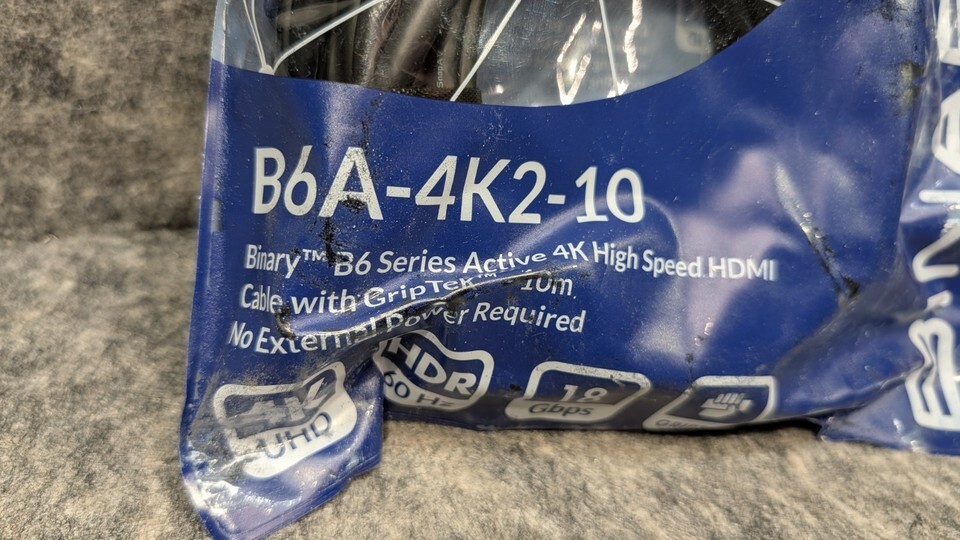 B6A-4K2-10
Binary™ B6 Series Active 4K High Speed HDMI
Cable with GripTek™ 10m
No External Power Required
4K2
UHD
HDR
60 Hz
18
Gbps